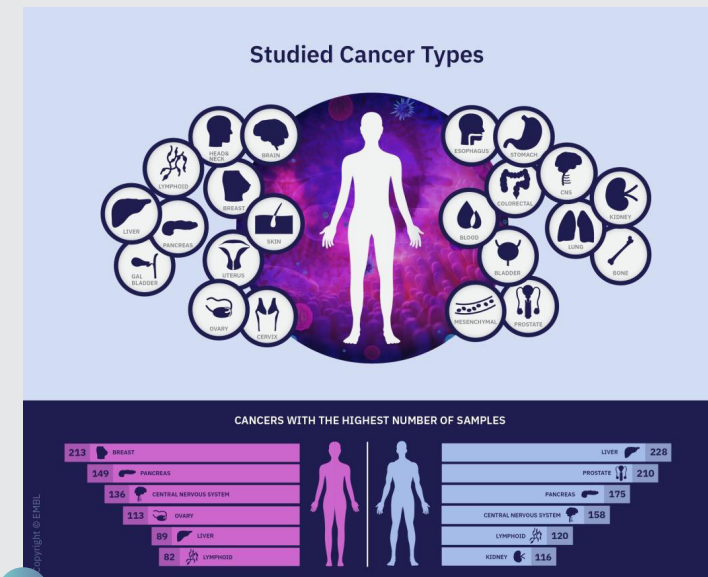 Studied Cancer Types
HEAD&
NECK
BRAIN
LYMPHOID
BREAST
LIVER
PANCREAS
SKIN
GAL
BLADDER
UTERUS
OVARY
CERVIX
ESOPHAGUS
STOMACH
CNS
COLORECTAL
KIDNEY
BLOOD
LUNG
BLADDER
BONE
MESENCHYMAL
PROSTATE
CANCERS WITH THE HIGHEST NUMBER OF SAMPLES
213 BREAST
149 PANCREAS
136 CENTRAL NERVOUS SYSTEM
113 OVARY
89 LIVER
82 LYMPHOID
LIVER 228
PROSTATE 210
PANCREAS 175
CENTRAL NERVOUS SYSTEM 158
LYMPHOID 120
KIDNEY 116
Copyright © EMBL